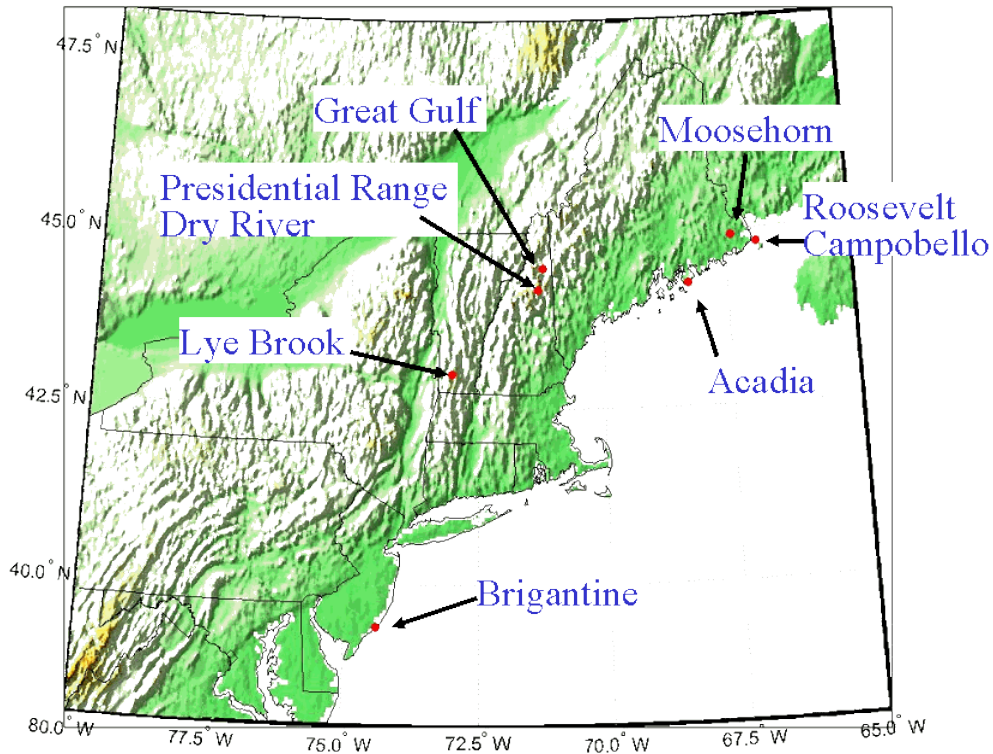 47.5° N
Great Gulf
Moosehorn
Presidential Range
Dry River
45.0° N
Roosevelt
Campobello
Lye Brook
Acadia
42.5° N
40.0° N
Brigantine
80.0° W
77.5° W
75.0° W
72.5° W
70.0° W
67.5° W
65.0° W